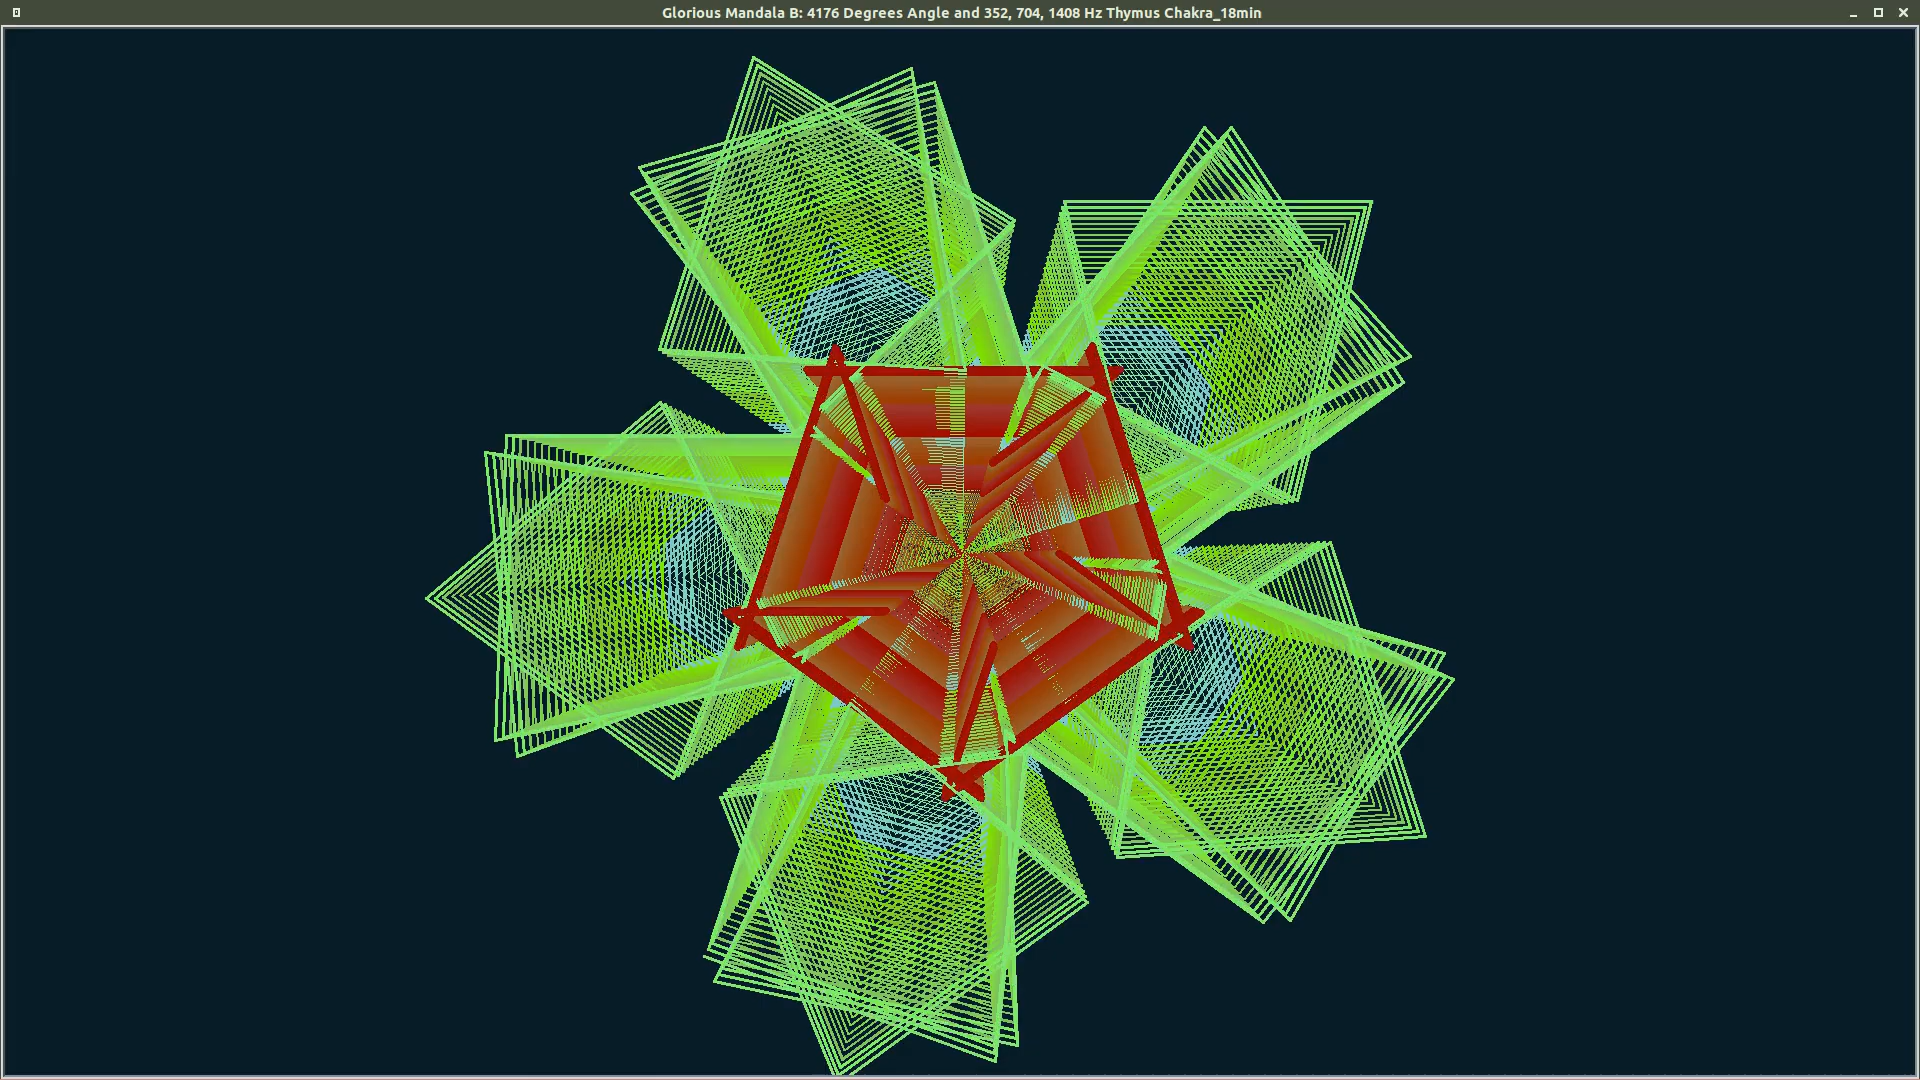 Glorious Mandala B: 4176 Degrees Angle and 352, 704, 1408 Hz Thymus Chakra_18min